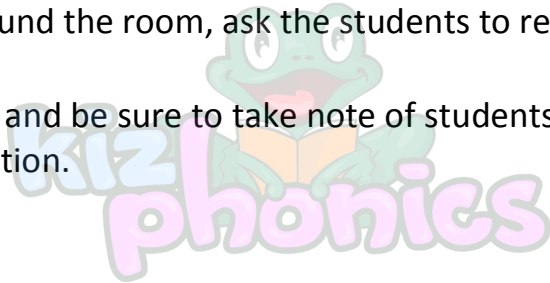 und the room, ask the students to re
and be sure to take note of students
tion.
kiz
phonics